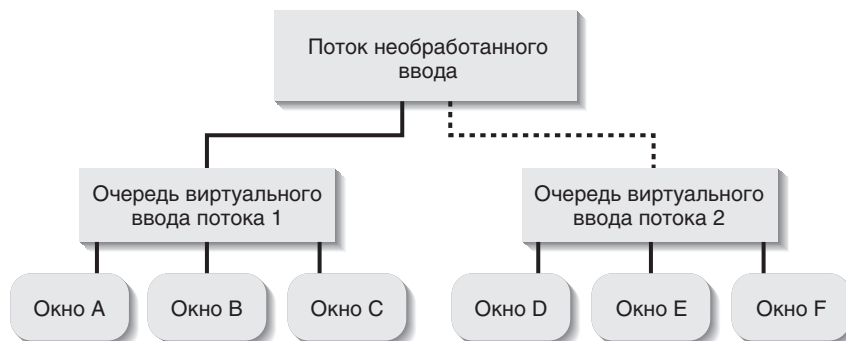 Поток необработанного
ввода
Очередь виртуального
ввода потока 1
Очередь виртуального
ввода потока 2
Окно A
Окно B
Окно C
Окно D
Окно E
Окно F